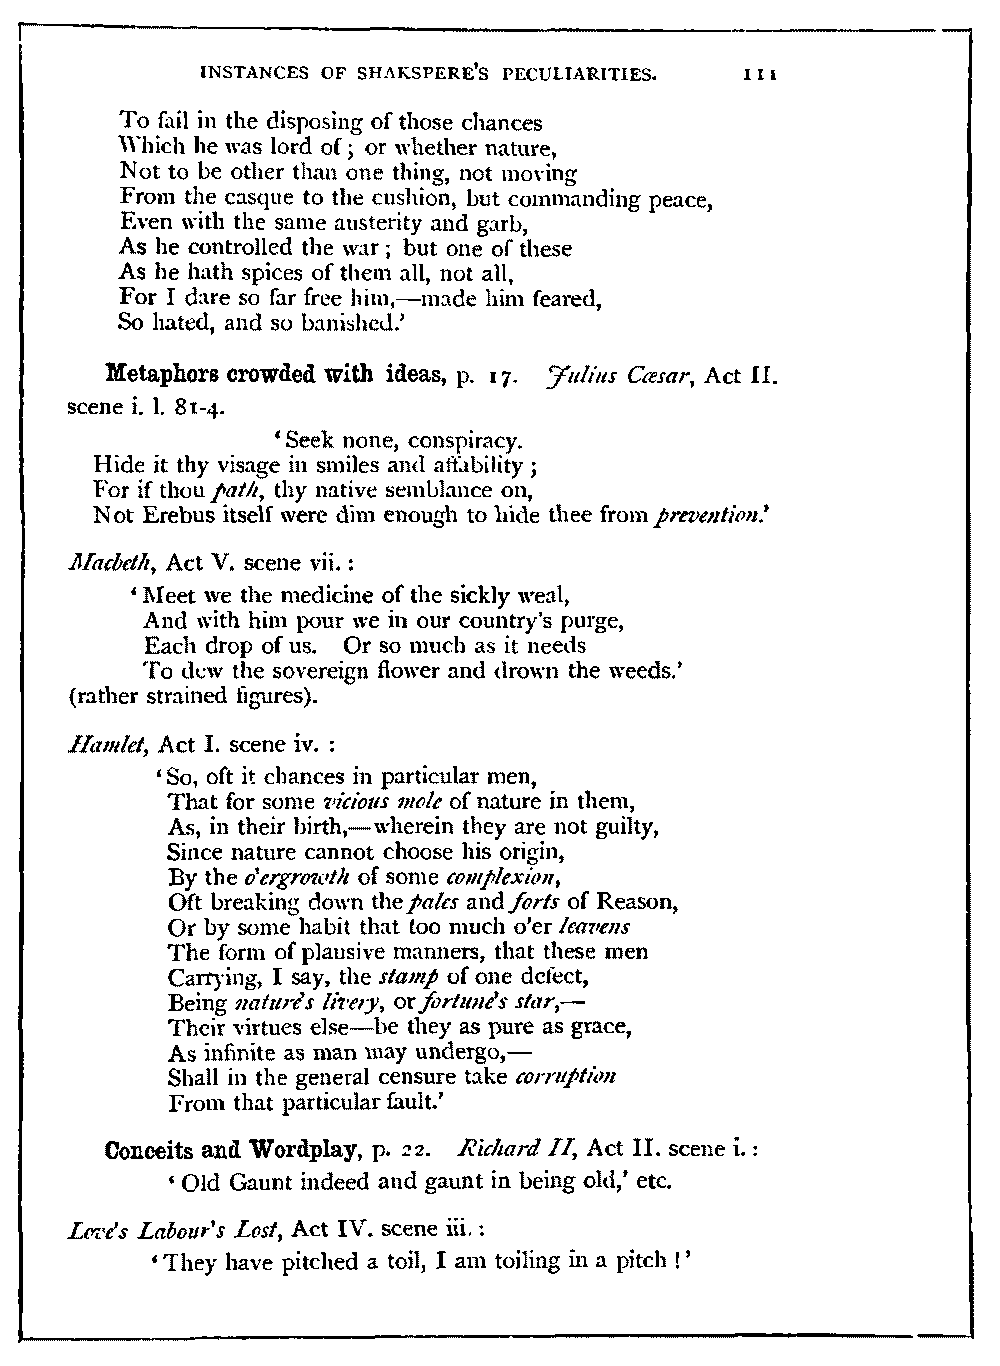 INSTANCES OF SHAKSPERE'S PECULIARITIES. 111
To fail in the disposing of those chances
Which he was lord of; or whether nature,
Not to be other than one thing, not moving
From the casque to the cushion, but commanding peace,
Even with the same austerity and garb,
As he controlled the war; but one of these
As he hath spices of them all, not all,
For I dare so far free him,—made him feared,
So hated, and so banished.'
Metaphors crowded with ideas, p. 17. Julius Cæsar, Act II.
scene i. l. 81-4.
'Seek none, conspiracy.
Hide it thy visage in smiles and affability;
For if thou path, thy native semblance on,
Not Erebus itself were dim enough to hide thee from prevention.'
Macbeth, Act V. scene vii.:
'Meet we the medicine of the sickly weal,
And with him pour we in our country's purge,
Each drop of us. Or so much as it needs
To dew the sovereign flower and drown the weeds.'
(rather strained figures).
Hamlet, Act I. scene iv. :
'So, oft it chances in particular men,
That for some vicious mole of nature in them,
As, in their birth,—wherein they are not guilty,
Since nature cannot choose his origin,
By the o'ergrowth of some complexion,
Oft breaking down the pales and forts of Reason,
Or by some habit that too much o'er leavens
The form of plausive manners, that these men
Carrying, I say, the stamp of one defect,
Being nature's livery, or fortune's star,—
Their virtues else—be they as pure as grace,
As infinite as man may undergo,—
Shall in the general censure take corruption
From that particular fault.'
Conceits and Wordplay, p. 22. Richard II, Act II. scene i.:
'Old Gaunt indeed and gaunt in being old,' etc.
Love's Labour's Lost, Act IV. scene iii.:
'They have pitched a toil, I am toiling in a pitch!'